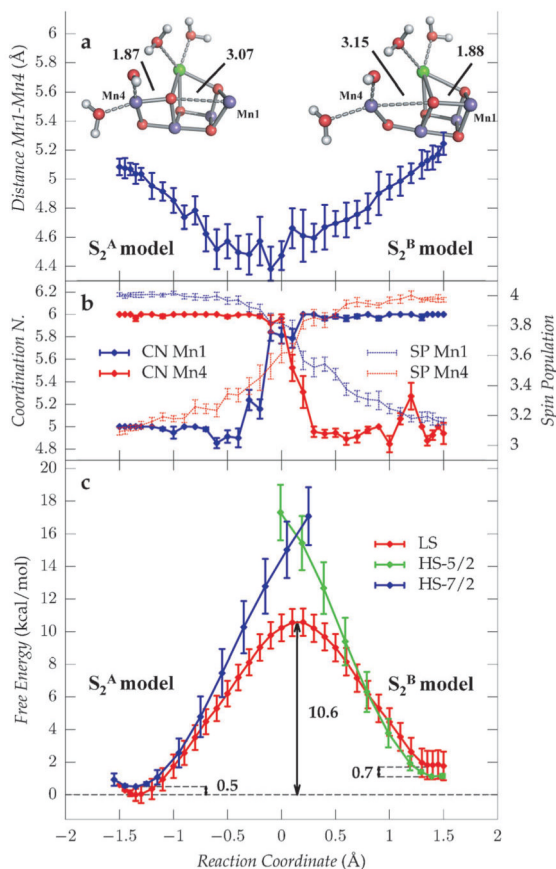 6
5.8
5.6
5.4
5.2
5
4.8
4.6
4.4
Distance Mn1-Mn4 (Å)
a
1.87
3.07
Mn4
Mn1
3.15
1.88
Mn4
Mn1
S₂ᴬ model
S₂ᴮ model
6.2
6
5.8
5.6
5.4
5.2
5
4.8
Coordination N.
b
CN Mn1
CN Mn4
SP Mn1
SP Mn4
4
3.8
3.6
3.4
3.2
3
Spin Population
20
18
16
14
12
10
8
6
4
2
0
Free Energy (kcal/mol)
c
LS
HS-5/2
HS-7/2
S₂ᴬ model
S₂ᴮ model
10.6
0.5
0.7
−2 −1.5 −1 −0.5 0 0.5 1 1.5 2
Reaction Coordinate (Å)